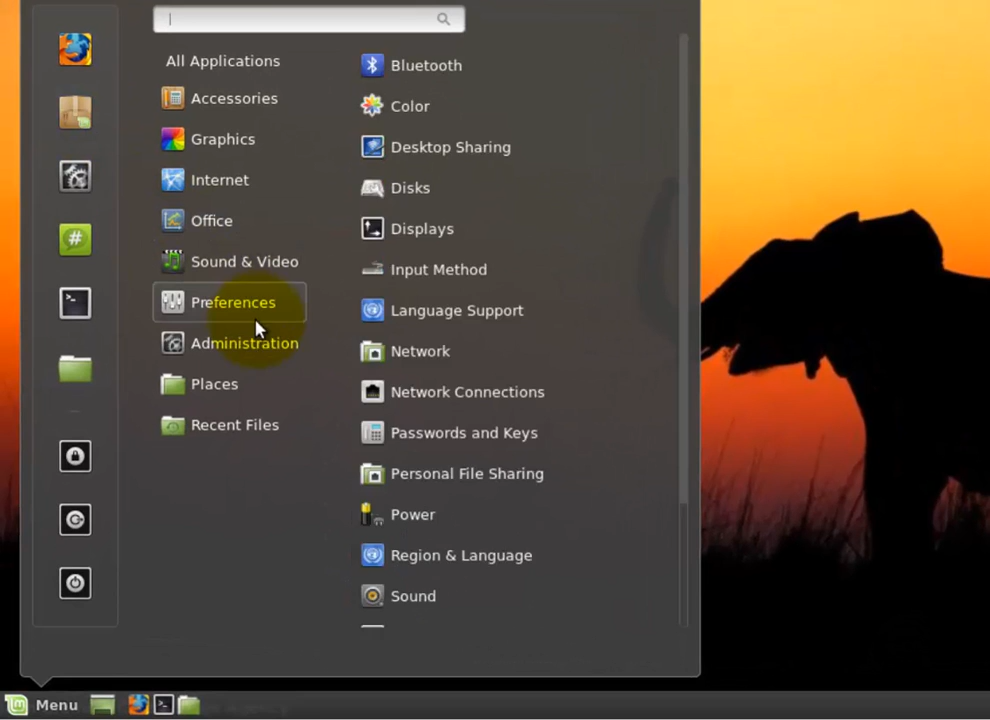 All Applications
Accessories
Graphics
Internet
Office
Sound & Video
Preferences
Administration
Places
Recent Files
Bluetooth
Color
Desktop Sharing
Disks
Displays
Input Method
Language Support
Network
Network Connections
Passwords and Keys
Personal File Sharing
Power
Region & Language
Sound
Menu